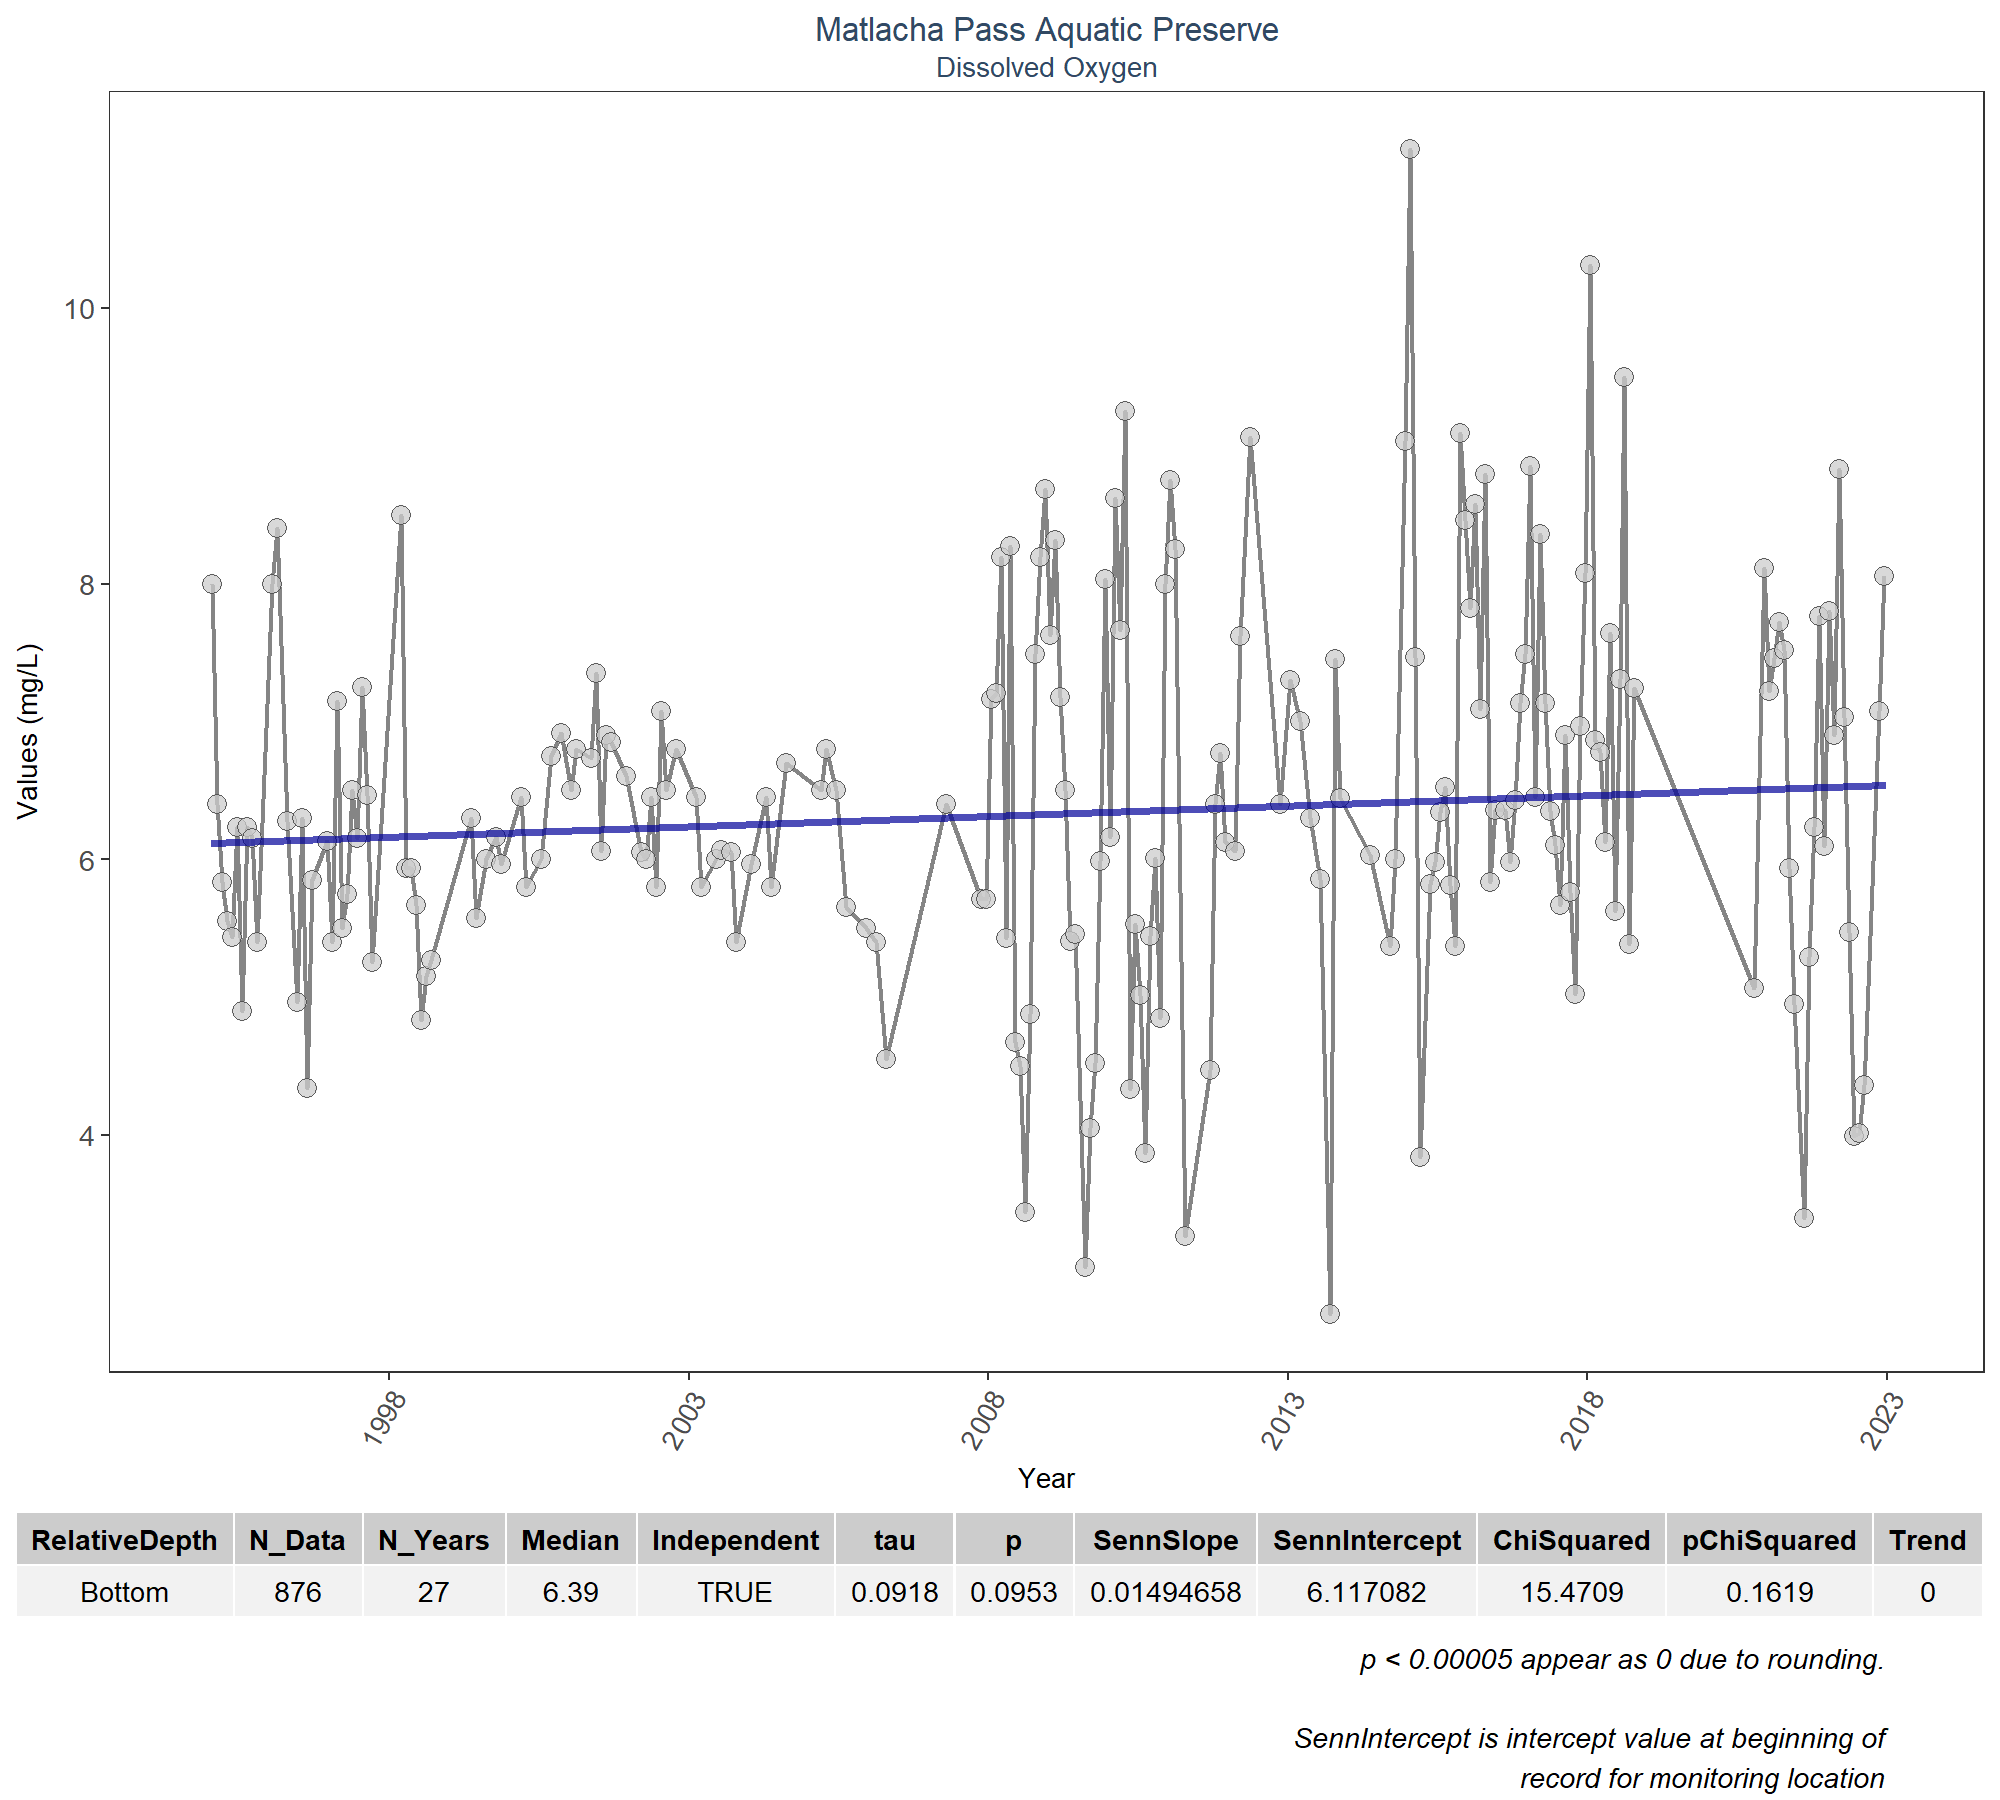 Matlacha Pass Aquatic Preserve
Dissolved Oxygen
Values (mg/L)
10
8
6
4
1998 2003 2008 2013 2018 2023
Year
RelativeDepth N_Data N_Years Median Independent tau p SennSlope SennIntercept ChiSquared pChiSquared Trend
Bottom 876 27 6.39 TRUE 0.0918 0.0953 0.01494658 6.117082 15.4709 0.1619 0
p < 0.00005 appear as 0 due to rounding.
SennIntercept is intercept value at beginning of
record for monitoring location